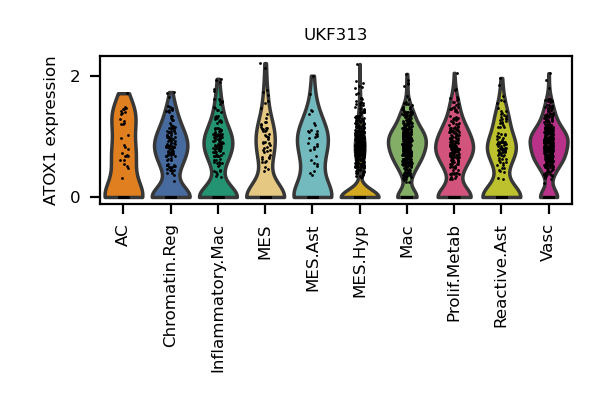 UKF313
ATOX1 expression
2
0
AC
Chromatin.Reg
Inflammatory.Mac
MES
MES.Ast
MES.Hyp
Mac
Prolif.Metab
Reactive.Ast
Vasc